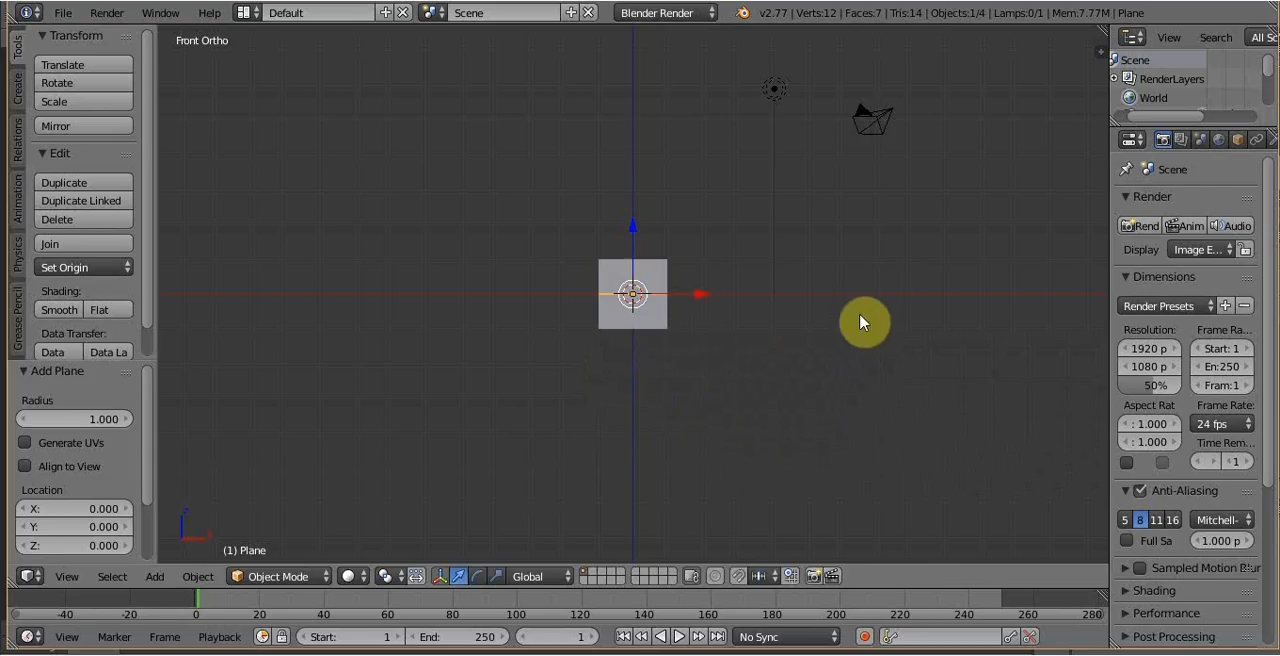 File Render Window Help Default Scene Blender Render v2.77 | Verts:12 | Faces:7 | Tris:14 | Objects:1/4 | Lamps:0/1 | Mem:7.77M | Plane
Tools
Create
Relations
Animation
Physics
Grease Pencil
Transform
Translate
Rotate
Scale
Mirror
Edit
Duplicate
Duplicate Linked
Delete
Join
Set Origin
Shading:
Smooth Flat
Data Transfer:
Data Data La
Add Plane
Radius
1.000
Generate UVs
Align to View
Location
X: 0.000
Y: 0.000
Z: 0.000
Front Ortho
(1) Plane
View Search All Sc
Scene
RenderLayers
World
Scene
Render
Rend Anim Audio
Display Image E...
Dimensions
Render Presets
Resolution: Frame Ra...
1920 p Start: 1
1080 p En:250
50% Fram:1
Aspect Rat Frame Rate:
: 1.000 24 fps
: 1.000 Time Rem...
1
Anti-Aliasing
5 8 11 16 Mitchell-
Full Sa 1.000 p
Sampled Motion Blur
Shading
Performance
Post Processing
View Select Add Object Object Mode Global
-40 -20 0 20 40 60 80 100 120 140 160 180 200 220 240 260 280
View Marker Frame Playback Start: 1 End: 250 1 No Sync